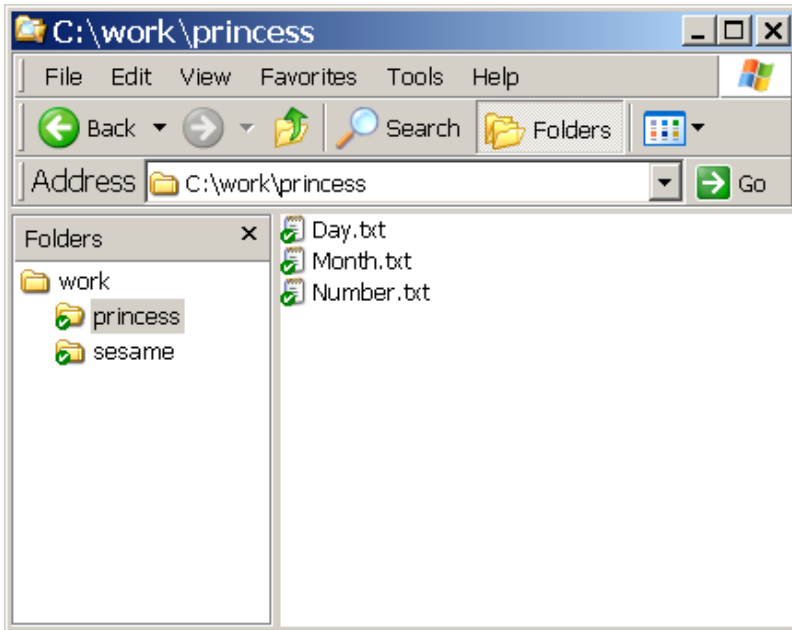 C:\work\princess
File Edit View Favorites Tools Help
Back Search Folders
Address C:\work\princess Go
Folders
work
princess
sesame
Day.txt
Month.txt
Number.txt